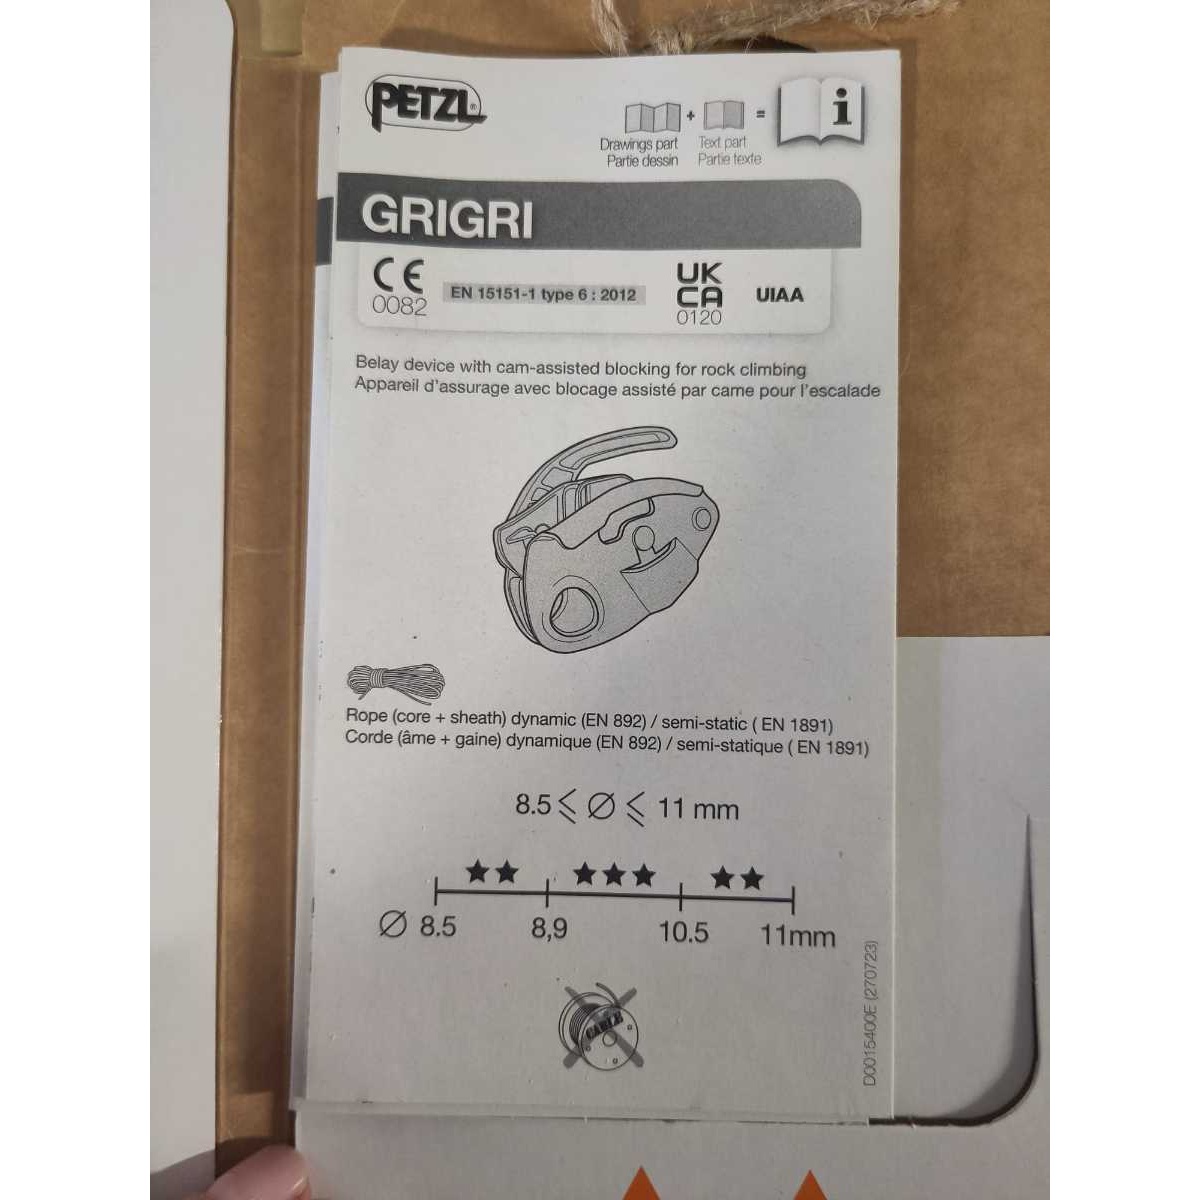 PETZL®
+ = i
Drawings part Text part
Partie dessin Partie texte
GRIGRI
CE
0082
EN 15151-1 type 6 : 2012
UK
CA
0120
UIAA
Belay device with cam-assisted blocking for rock climbing
Appareil d'assurage avec blocage assisté par came pour l'escalade
Rope (core + sheath) dynamic (EN 892) / semi-static ( EN 1891)
Corde (âme + gaine) dynamique (EN 892) / semi-statique ( EN 1891)
8.5 ≤ ∅ ≤ 11 mm
★★ ★★★ ★★
∅ 8.5 8,9 10.5 11mm
CABLE
D0015400E (270723)